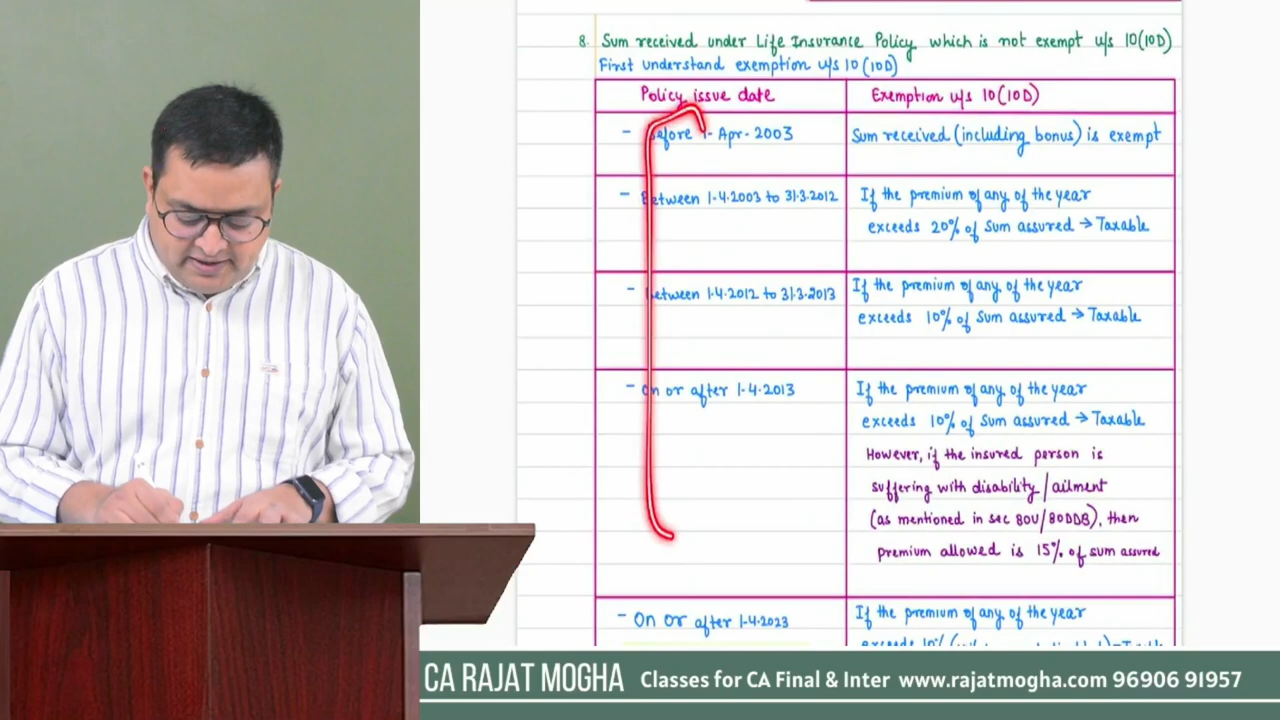 8. Sum received under Life Insurance Policy which is not exempt u/s 10(10D)
First understand exemption u/s 10(10D)
Policy issue date
Exemption u/s 10(10D)
- Before 1-Apr-2003
Sum received (including bonus) is exempt
- Between 1.4.2003 to 31.3.2012
If the premium of any of the year
exceeds 20% of sum assured → Taxable
- Between 1.4.2012 to 31.3.2013
If the premium of any of the year
exceeds 10% of sum assured → Taxable
- On or after 1-4-2013
If the premium of any of the year
exceeds 10% of sum assured → Taxable
However, if the insured person is
suffering with disability/ailment
(as mentioned in sec 80U/80DDB), then
premium allowed is 15% of sum assured
- On or after 1-4-2023
If the premium of any of the year
CA RAJAT MOGHA Classes for CA Final & Inter www.rajatmogha.com 96906 91957